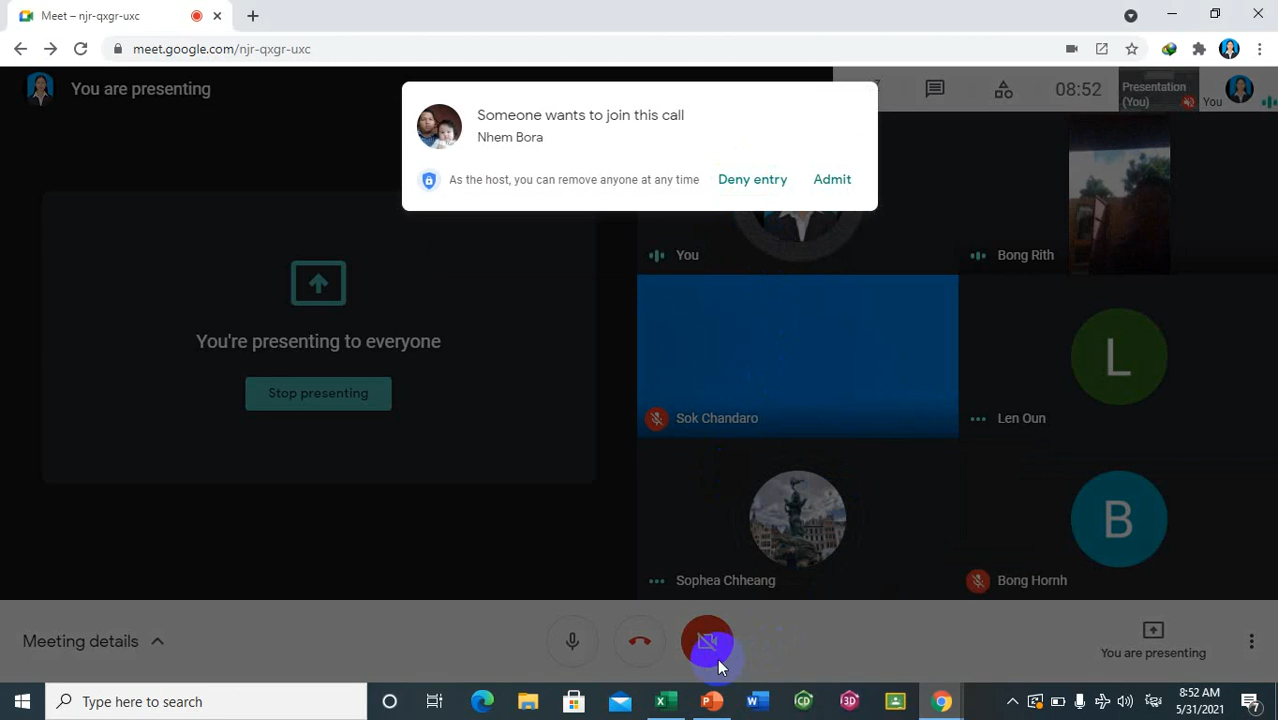 Meet – njr-qxgr-uxc
meet.google.com/njr-qxgr-uxc
You are presenting
08:52
Presentation
(You)
You
Someone wants to join this call
Nhem Bora
As the host, you can remove anyone at any time
Deny entry
Admit
You
Bong Rith
You're presenting to everyone
Stop presenting
Sok Chandaro
L
Len Oun
Sophea Chheang
B
Bong Hornh
Meeting details
You are presenting
Type here to search
8:52 AM
5/31/2021